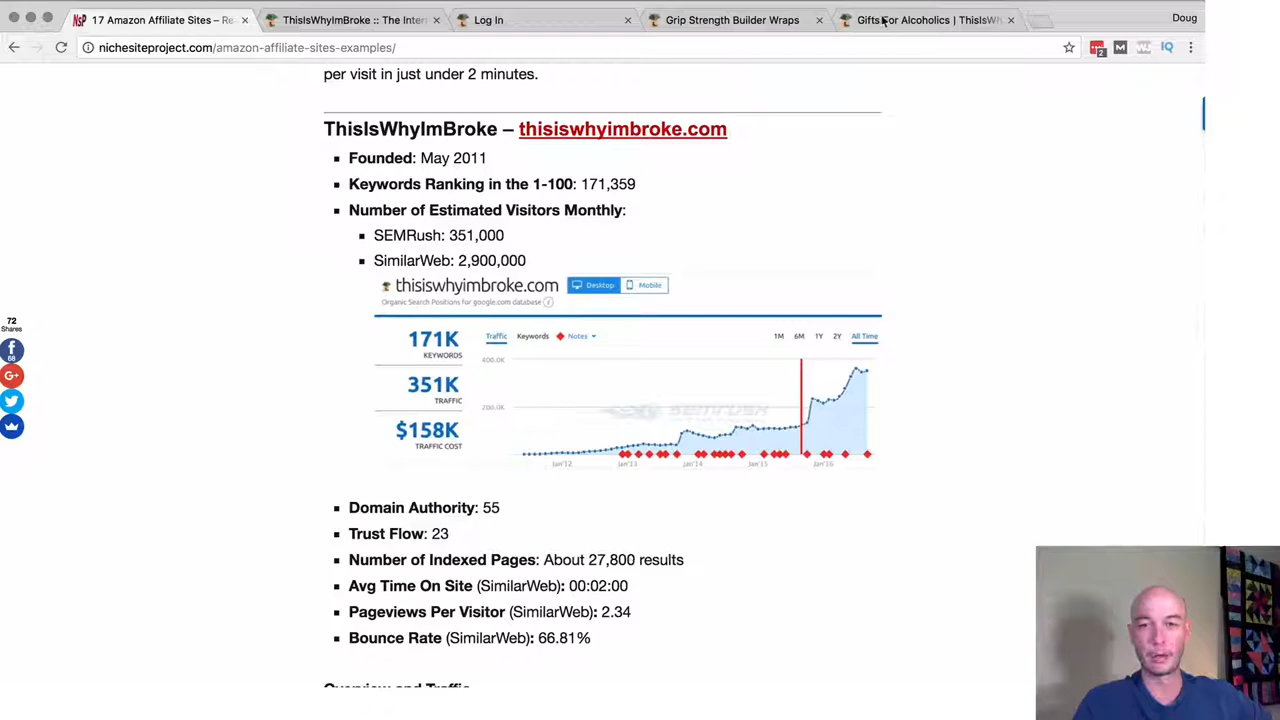 17 Amazon Affiliate Sites – Re
ThisIsWhyImBroke :: The Inter
Log In
Grip Strength Builder Wraps
Gifts For Alcoholics | ThisIsWh
Doug
nichesiteproject.com/amazon-affiliate-sites-examples/
per visit in just under 2 minutes.
ThisIsWhyImBroke – thisiswhyimbroke.com
Founded: May 2011
Keywords Ranking in the 1-100: 171,359
Number of Estimated Visitors Monthly:
SEMRush: 351,000
SimilarWeb: 2,900,000
thisiswhyimbroke.com Desktop Mobile
Organic Search Positions for google.com database
171K
KEYWORDS
351K
TRAFFIC
$158K
TRAFFIC COST
Traffic Keywords Notes 1M 6M 1Y 2Y All Time
400.0K
200.0K
SEMRUSH
Jan'12 Jan'13 Jan'14 Jan'15 Jan'16
72
Shares
66
Domain Authority: 55
Trust Flow: 23
Number of Indexed Pages: About 27,800 results
Avg Time On Site (SimilarWeb): 00:02:00
Pageviews Per Visitor (SimilarWeb): 2.34
Bounce Rate (SimilarWeb): 66.81%
Overview and Traffic